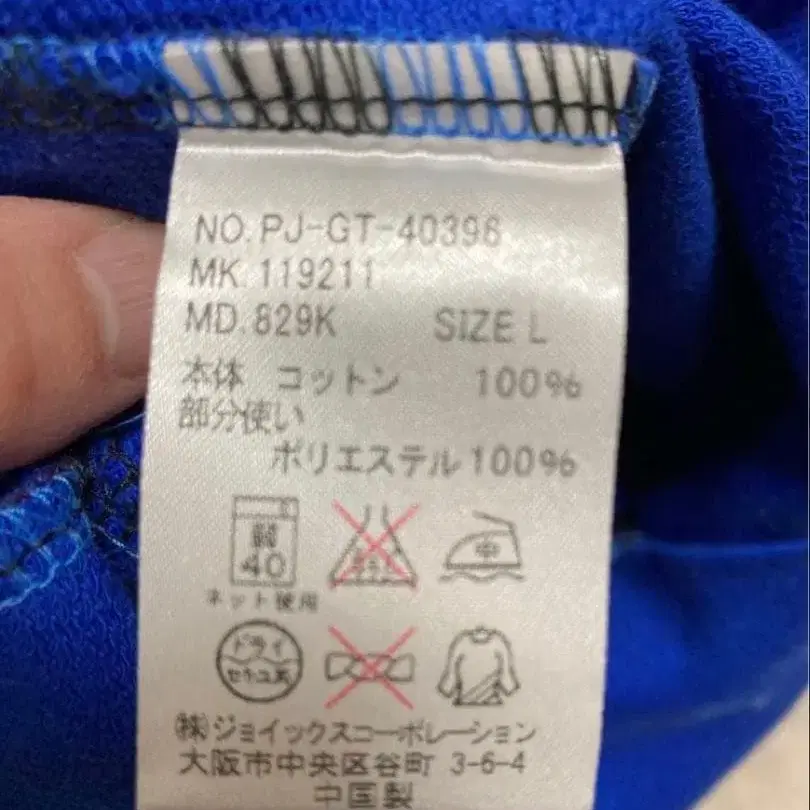 NO.PJ-GT-40396
MK.119211
MD.829K SIZE L
本体 コットン 100%
部分使い
ポリエステル100%
弱 40 中
ネット使用
ドライ
セキユ系
(株)ジョイックスコーポレーション
大阪市中央区谷町 3-6-4
中国製